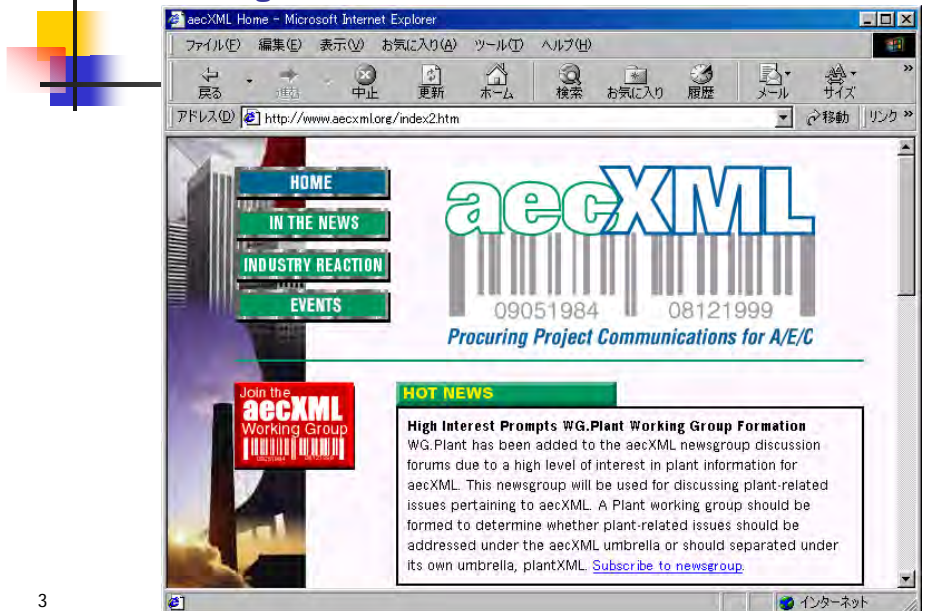 aecXML Home - Microsoft Internet Explorer
ファイル(F) 編集(E) 表示(V) お気に入り(A) ツール(T) ヘルプ(H)
戻る 進む 中止 更新 ホーム 検索 お気に入り 履歴 メール サイズ »
アドレス(D) http://www.aecxml.org/index2.htm 移動 リンク »
HOME
IN THE NEWS
INDUSTRY REACTION
EVENTS
aecXML
09051984 08121999
Procuring Project Communications for A/E/C
Join the
aecXML
Working Group
HOT NEWS
High Interest Prompts WG.Plant Working Group Formation
WG.Plant has been added to the aecXML newsgroup discussion
forums due to a high level of interest in plant information for
aecXML. This newsgroup will be used for discussing plant-related
issues pertaining to aecXML. A Plant working group should be
formed to determine whether plant-related issues should be
addressed under the aecXML umbrella or should separated under
its own umbrella, plantXML. Subscribe to newsgroup.
インターネット
3